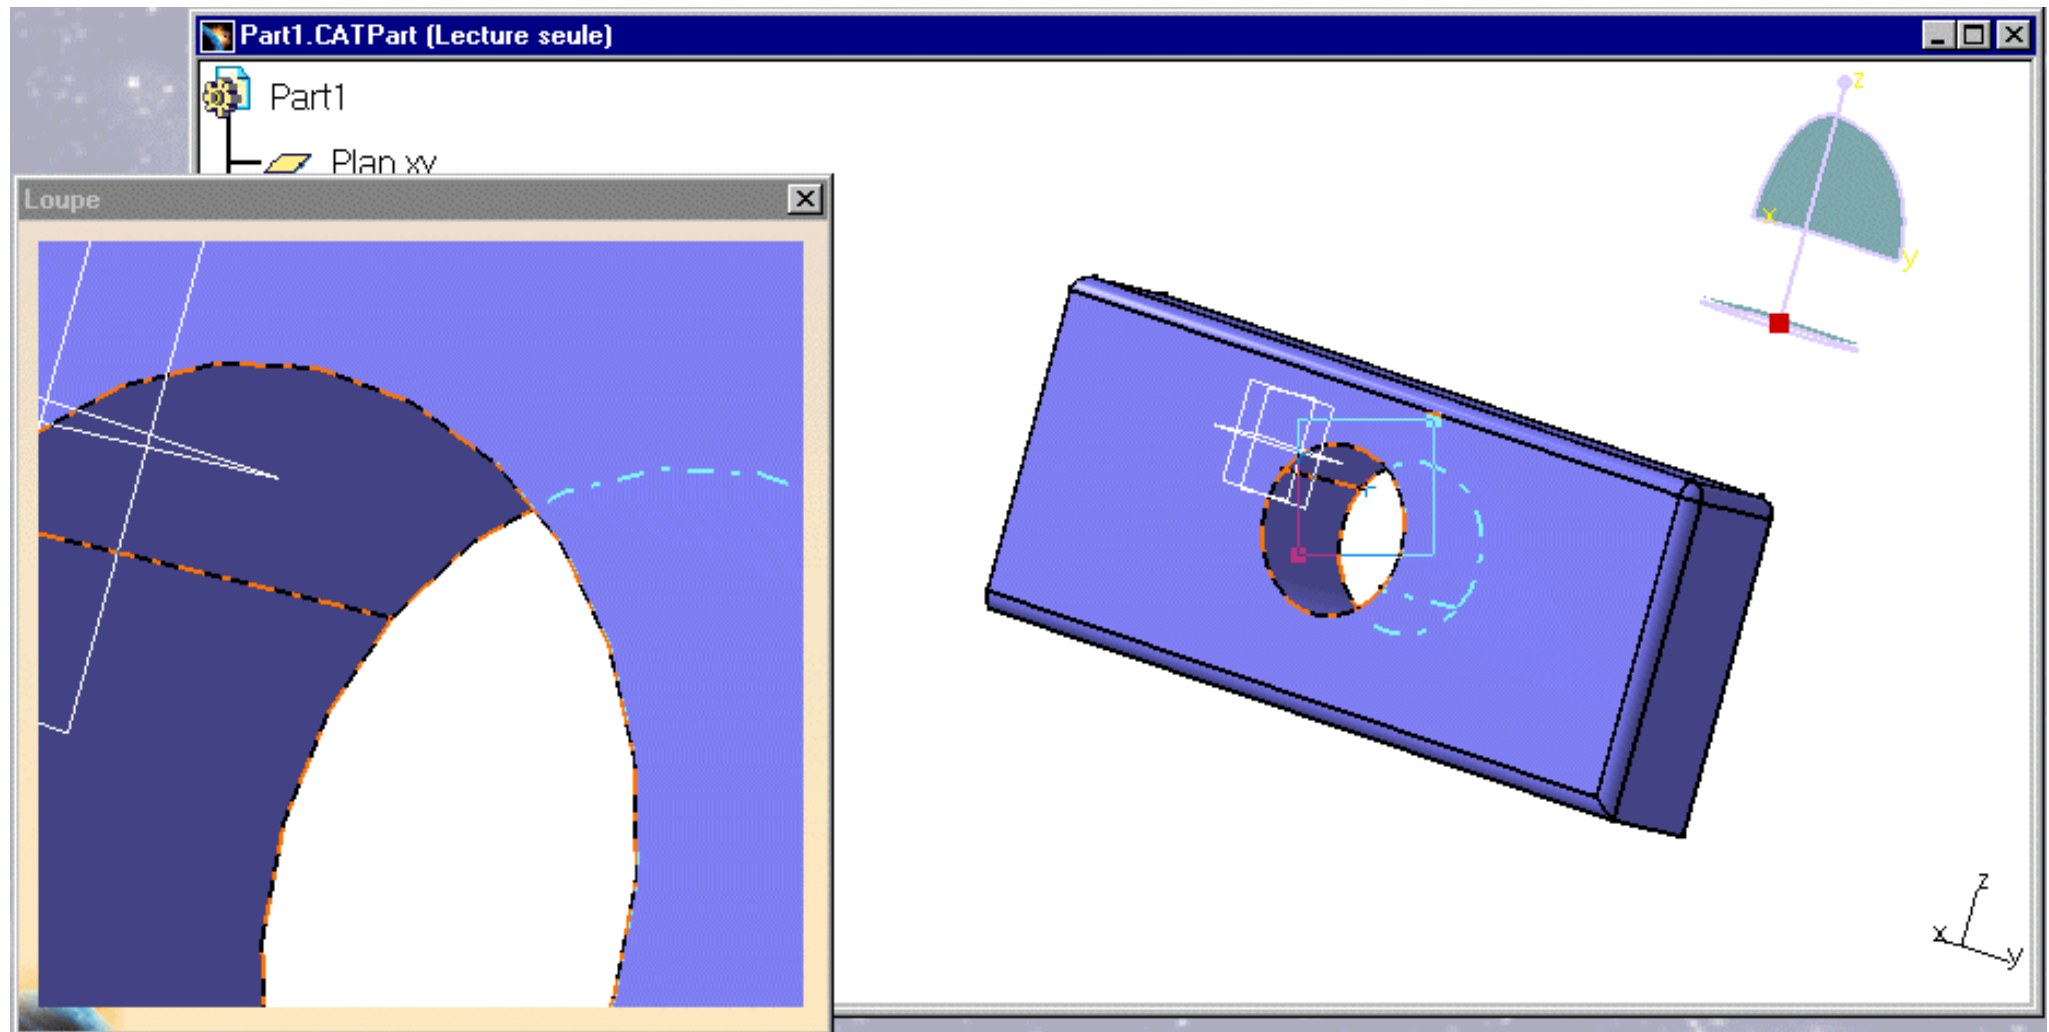 Part1.CATPart (Lecture seule)
Part1
Plan xy
Loupe
z
x
y
z
x
y